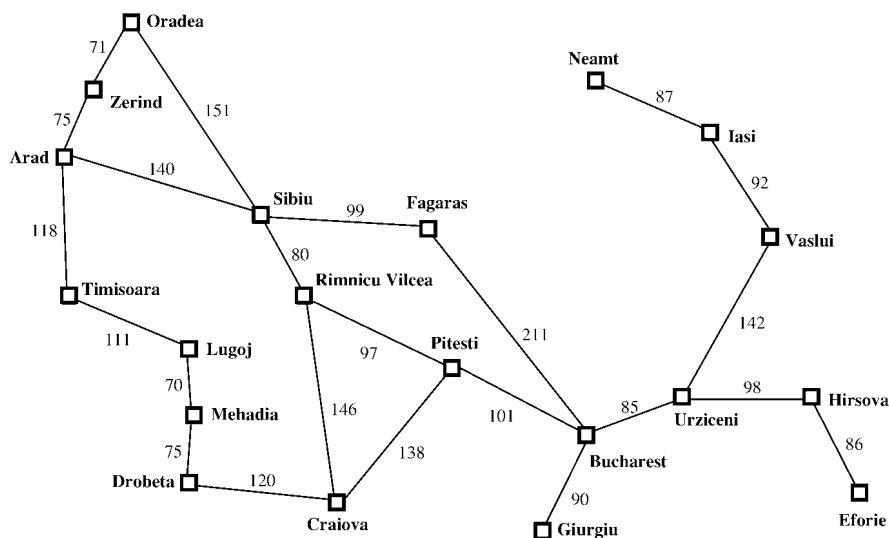 Oradea
71
Neamt
87
Zerind
75
151
Iasi
Arad
140
92
Sibiu
Fagaras
99
118
Vaslui
80
Timisoara
Rimnicu Vilcea
211
142
111
Lugoj
Pitesti
97
70
98
Hirsova
Mehadia
146
101
85
Urziceni
75
138
86
Bucharest
Drobeta
120
90
Craiova
Giurgiu
Eforie